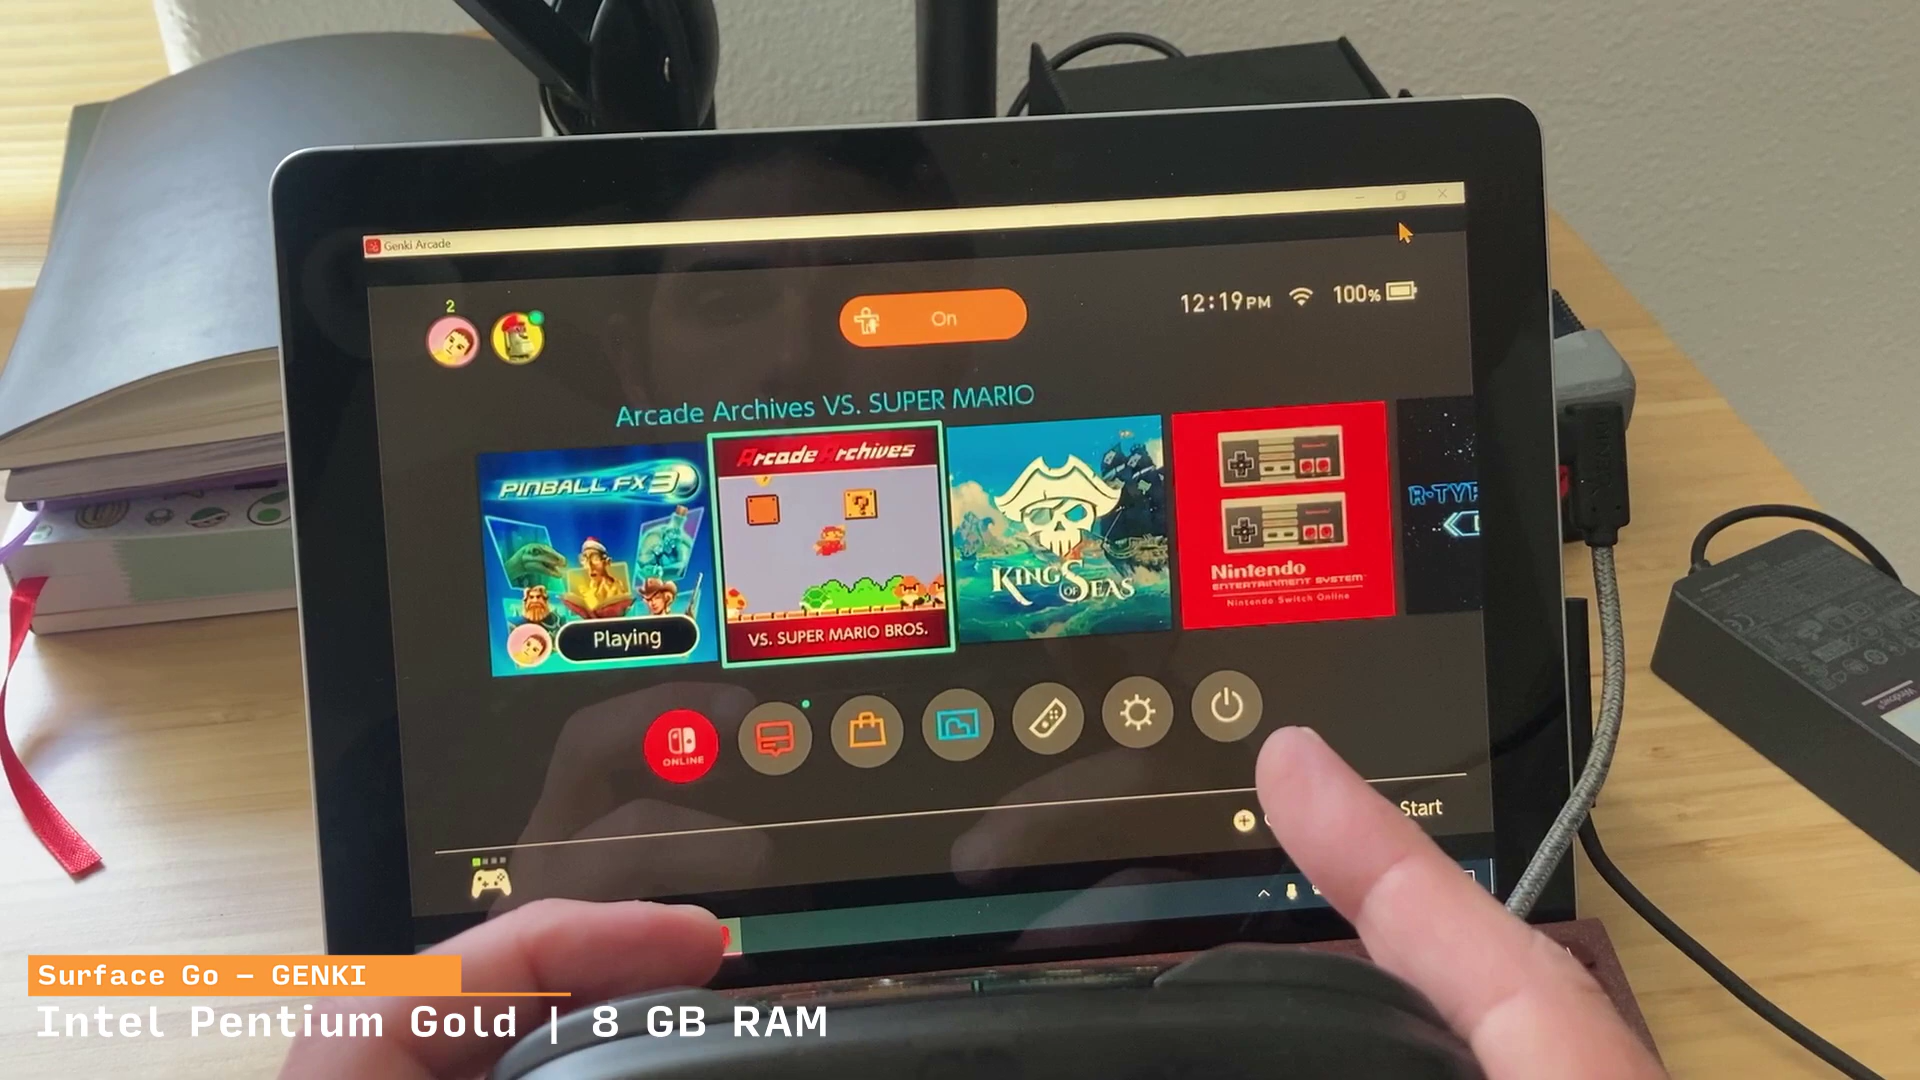 Genki Arcade
2
On
12:19 PM
100%
Arcade Archives VS. SUPER MARIO
PINBALL FX3
Playing
Arcade Archives
?
VS. SUPER MARIO BROS.
KING OF SEAS
Nintendo
ENTERTAINMENT SYSTEM
Nintendo Switch Online
R-TYP
ONLINE
Start
Surface Go – GENKI
Intel Pentium Gold | 8 GB RAM